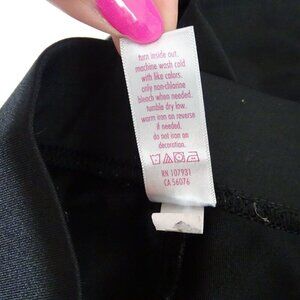 turn inside out.
machine wash cold
with like colors.
only non-chlorine
bleach when needed.
tumble dry low.
warm iron on reverse
if needed.
do not iron on
decoration.
RN 107931
CA 56076